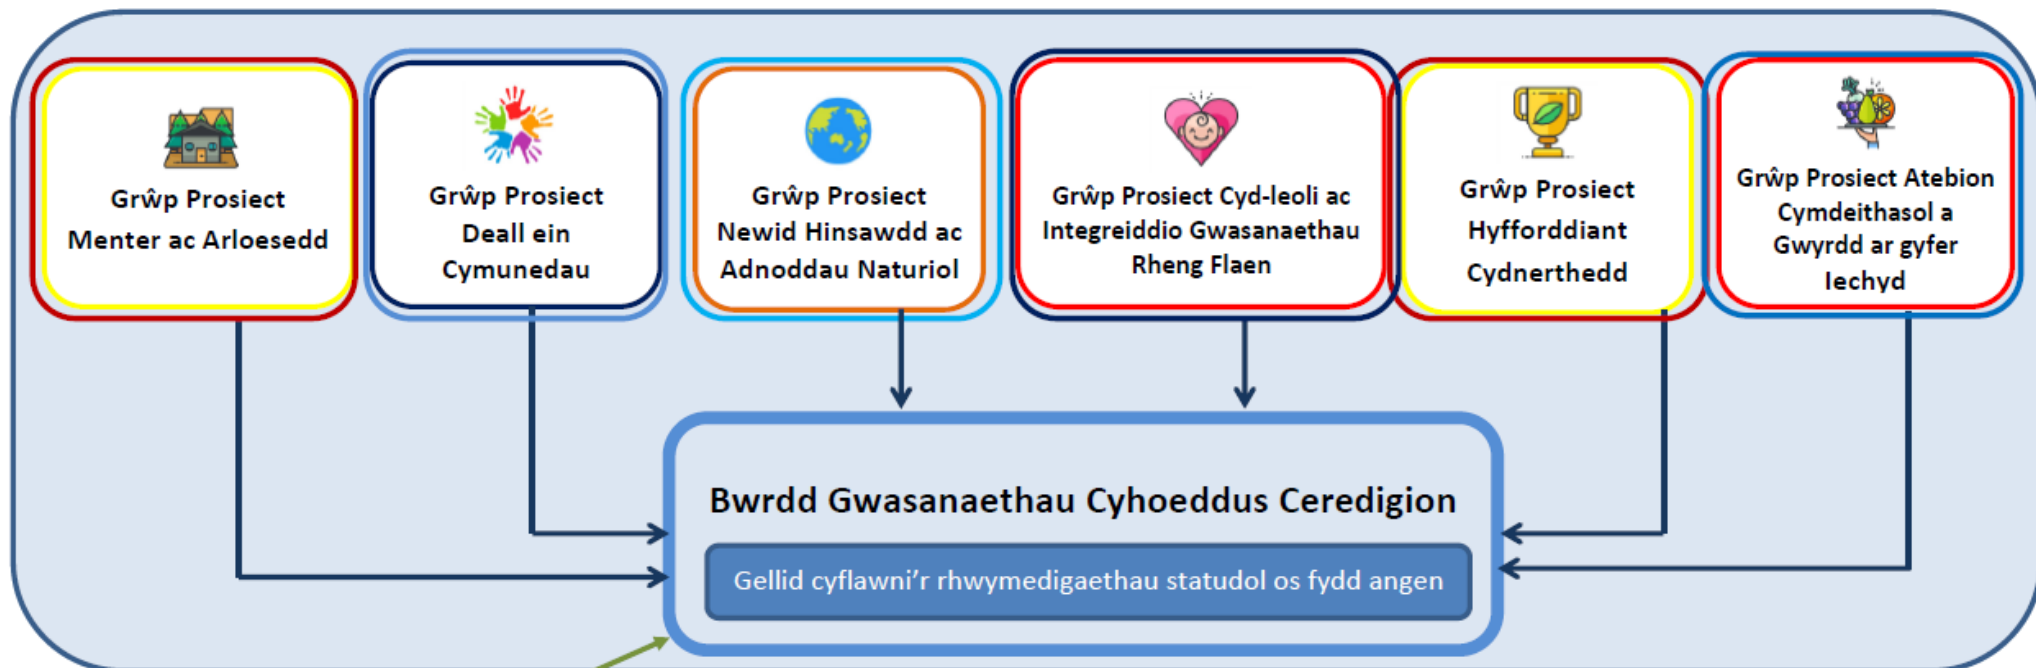 Grŵp Prosiect
Menter ac Arloesedd
Grŵp Prosiect
Deall ein
Cymunedau
Grŵp Prosiect
Newid Hinsawdd ac
Adnoddau Naturiol
Grŵp Prosiect Cyd-leoli ac
Integreiddio Gwasanaethau
Rheng Flaen
Grŵp Prosiect
Hyfforddiant
Cydnerthedd
Grŵp Prosiect Atebion
Cymdeithasol a
Gwyrdd ar gyfer
Iechyd
Bwrdd Gwasanaethau Cyhoeddus Ceredigion
Gellid cyflawni’r rhwymedigaethau statudol os fydd angen